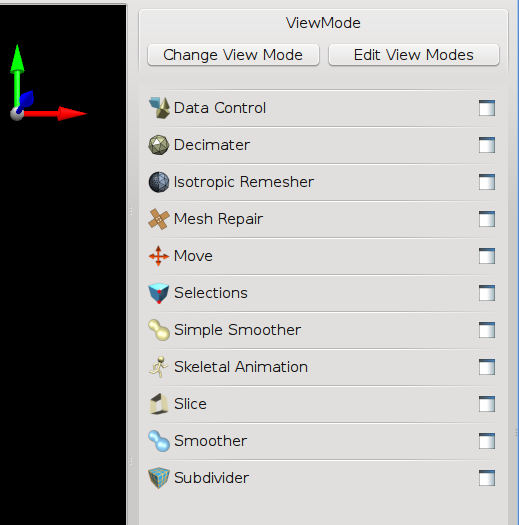 ViewMode
Change View Mode
Edit View Modes
Data Control
Decimater
Isotropic Remesher
Mesh Repair
Move
Selections
Simple Smoother
Skeletal Animation
Slice
Smoother
Subdivider